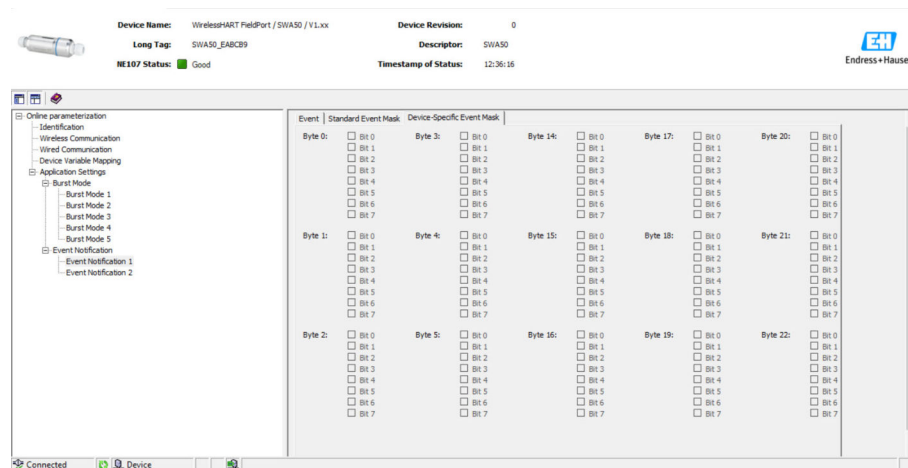 Device Name: WirelessHART FieldPort / SWA50 / V1.xx Device Revision: 0
Long Tag: SWA50_EABCB9 Descriptor: SWA50
NE107 Status: Good Timestamp of Status: 12:36:16
EH
Endress+Hause
Online parameterization
Identification
Wireless Communication
Wired Communication
Device Variable Mapping
Application Settings
Burst Mode
Burst Mode 1
Burst Mode 2
Burst Mode 3
Burst Mode 4
Burst Mode 5
Event Notification
Event Notification 1
Event Notification 2
Event Standard Event Mask Device-Specific Event Mask
Byte 0: Bit 0 Byte 3: Bit 0 Byte 14: Bit 0 Byte 17: Bit 0 Byte 20: Bit 0
Bit 1 Bit 1 Bit 1 Bit 1 Bit 1
Bit 2 Bit 2 Bit 2 Bit 2 Bit 2
Bit 3 Bit 3 Bit 3 Bit 3 Bit 3
Bit 4 Bit 4 Bit 4 Bit 4 Bit 4
Bit 5 Bit 5 Bit 5 Bit 5 Bit 5
Bit 6 Bit 6 Bit 6 Bit 6 Bit 6
Bit 7 Bit 7 Bit 7 Bit 7 Bit 7
Byte 1: Bit 0 Byte 4: Bit 0 Byte 15: Bit 0 Byte 18: Bit 0 Byte 21: Bit 0
Bit 1 Bit 1 Bit 1 Bit 1 Bit 1
Bit 2 Bit 2 Bit 2 Bit 2 Bit 2
Bit 3 Bit 3 Bit 3 Bit 3 Bit 3
Bit 4 Bit 4 Bit 4 Bit 4 Bit 4
Bit 5 Bit 5 Bit 5 Bit 5 Bit 5
Bit 6 Bit 6 Bit 6 Bit 6 Bit 6
Bit 7 Bit 7 Bit 7 Bit 7 Bit 7
Byte 2: Bit 0 Byte 5: Bit 0 Byte 16: Bit 0 Byte 19: Bit 0 Byte 22: Bit 0
Bit 1 Bit 1 Bit 1 Bit 1 Bit 1
Bit 2 Bit 2 Bit 2 Bit 2 Bit 2
Bit 3 Bit 3 Bit 3 Bit 3 Bit 3
Bit 4 Bit 4 Bit 4 Bit 4 Bit 4
Bit 5 Bit 5 Bit 5 Bit 5 Bit 5
Bit 6 Bit 6 Bit 6 Bit 6 Bit 6
Bit 7 Bit 7 Bit 7 Bit 7 Bit 7
Connected Device